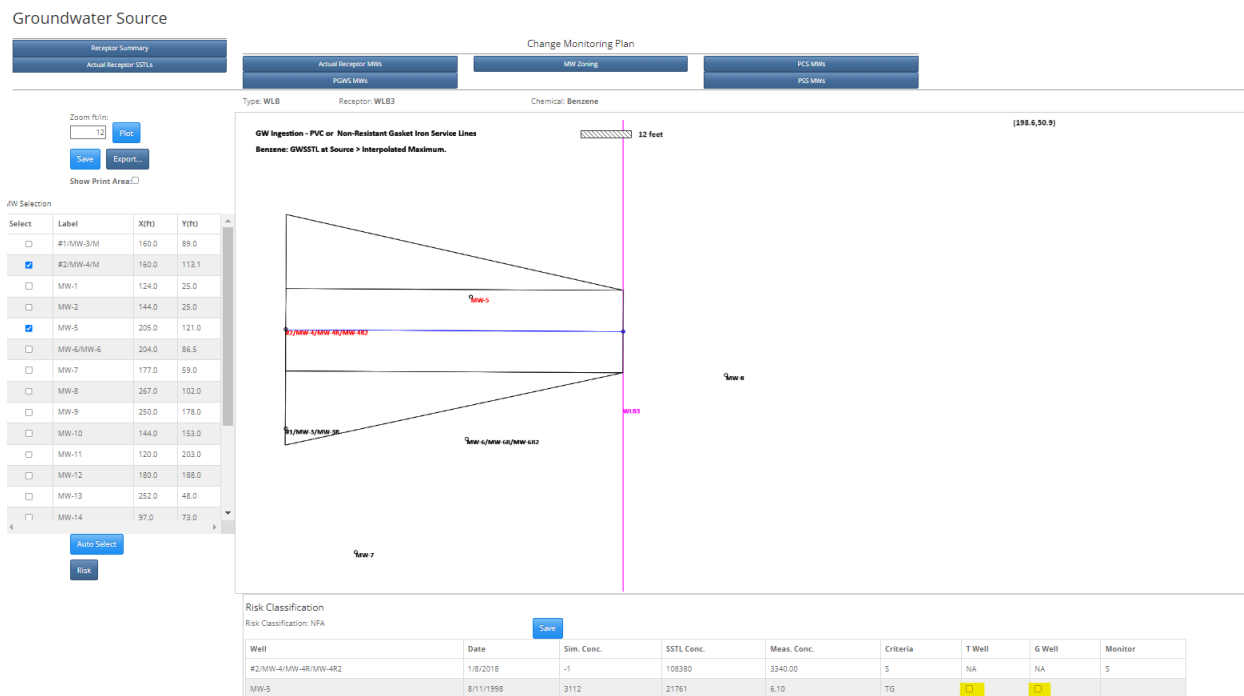 Groundwater Source
Receptor Summary
Actual Receptor SSTLs
Change Monitoring Plan
Actual Receptor MWs
MW Zoning
PCS MWs
PGWS MWs
PSS MWs
Type: WLB Receptor: WLB3 Chemical: Benzene
Zoom ft/in:
12 Plot
Save Export...
Show Print Area:
MW Selection
Select Label X(ft) Y(ft)
#1/MW-3/M 160.0 89.0
#2/MW-4/M 160.0 113.1
MW-1 124.0 25.0
MW-2 144.0 25.0
MW-5 205.0 121.0
MW-6/MW-6 204.0 86.5
MW-7 177.0 59.0
MW-8 267.0 102.0
MW-9 250.0 178.0
MW-10 144.0 153.0
MW-11 120.0 203.0
MW-12 180.0 188.0
MW-13 252.0 48.0
MW-14 97.0 73.0
Auto Select
Risk
GW Ingestion - PVC or Non-Resistant Gasket Iron Service Lines
Benzene: GWSSTL at Source > Interpolated Maximum.
12 feet
(198.6,50.9)
MW-5
#2/MW-4/MW-4R/MW-4R2
MW-8
WLB3
#1/MW-3/MW-3R
MW-6/MW-6R/MW-6R2
MW-7
Risk Classification
Risk Classification: NFA
Save
Well Date Sim. Conc. SSTL Conc. Meas. Conc. Criteria T Well G Well Monitor
#2/MW-4/MW-4R/MW-4R2 1/8/2018 -1 108380 3340.00 S NA NA S
MW-5 8/11/1998 3112 21761 6.10 TG